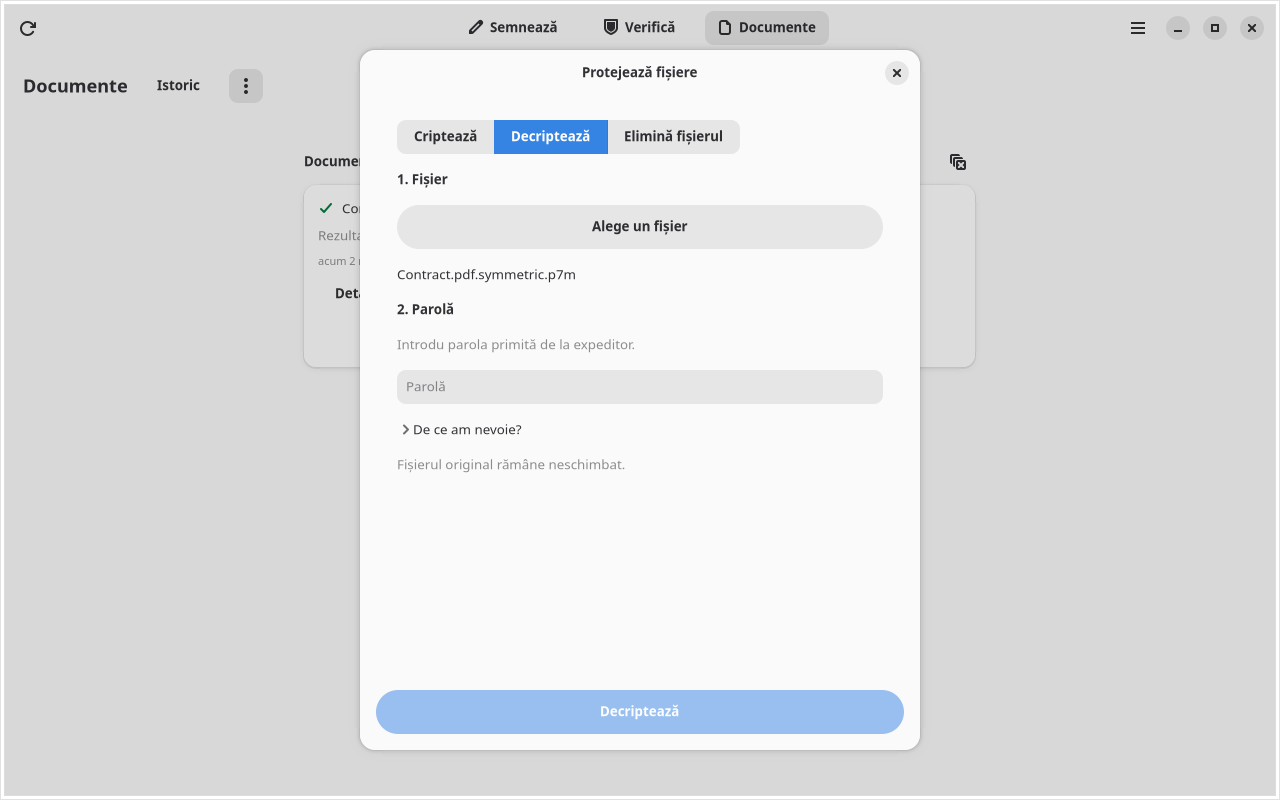 Semnează
Verifică
Documente
Documente
Istoric
Protejează fișiere
Criptează
Decriptează
Elimină fișierul
1. Fișier
Alege un fișier
Contract.pdf.symmetric.p7m
2. Parolă
Introdu parola primită de la expeditor.
Parolă
De ce am nevoie?
Fișierul original rămâne neschimbat.
Decriptează
acum 2